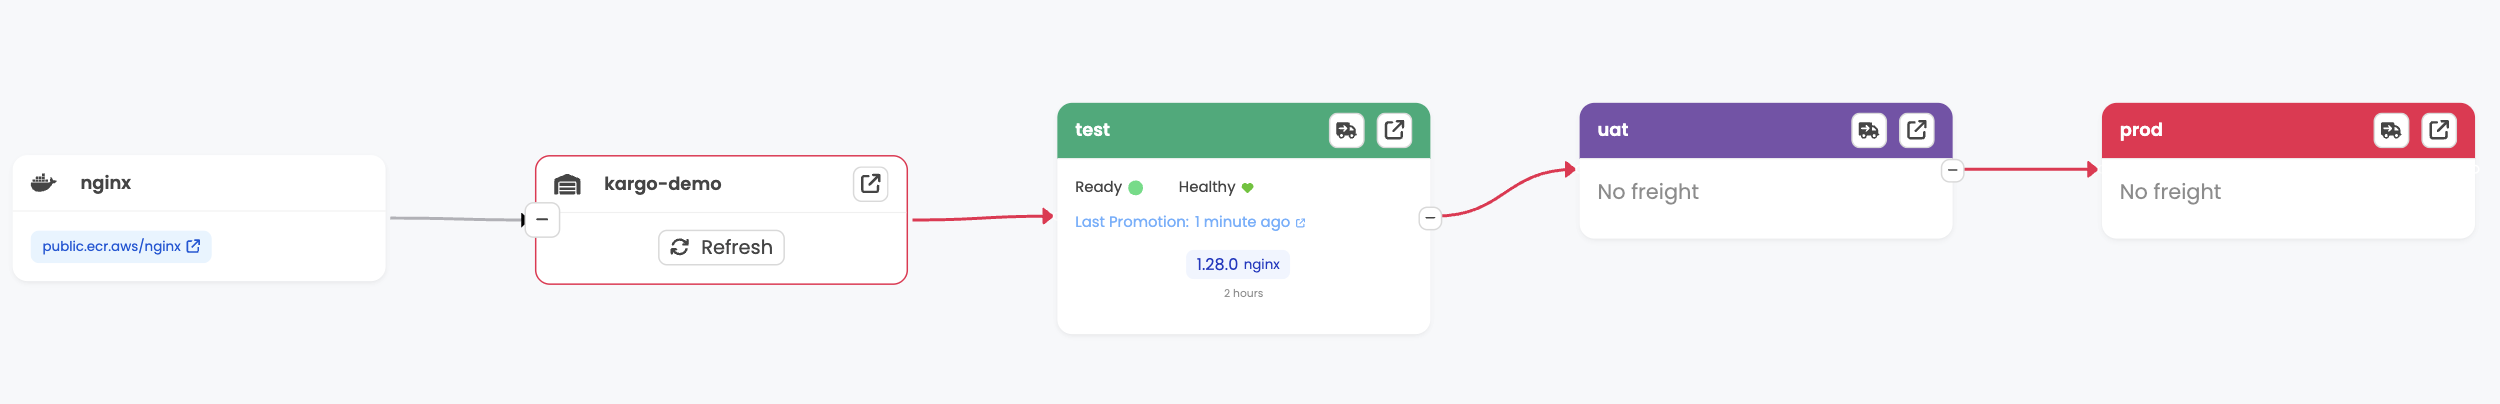 nginx
public.ecr.aws/nginx
kargo-demo
Refresh
test
Ready
Healthy
Last Promotion: 1 minute ago
1.28.0 nginx
2 hours
uat
No freight
prod
No freight